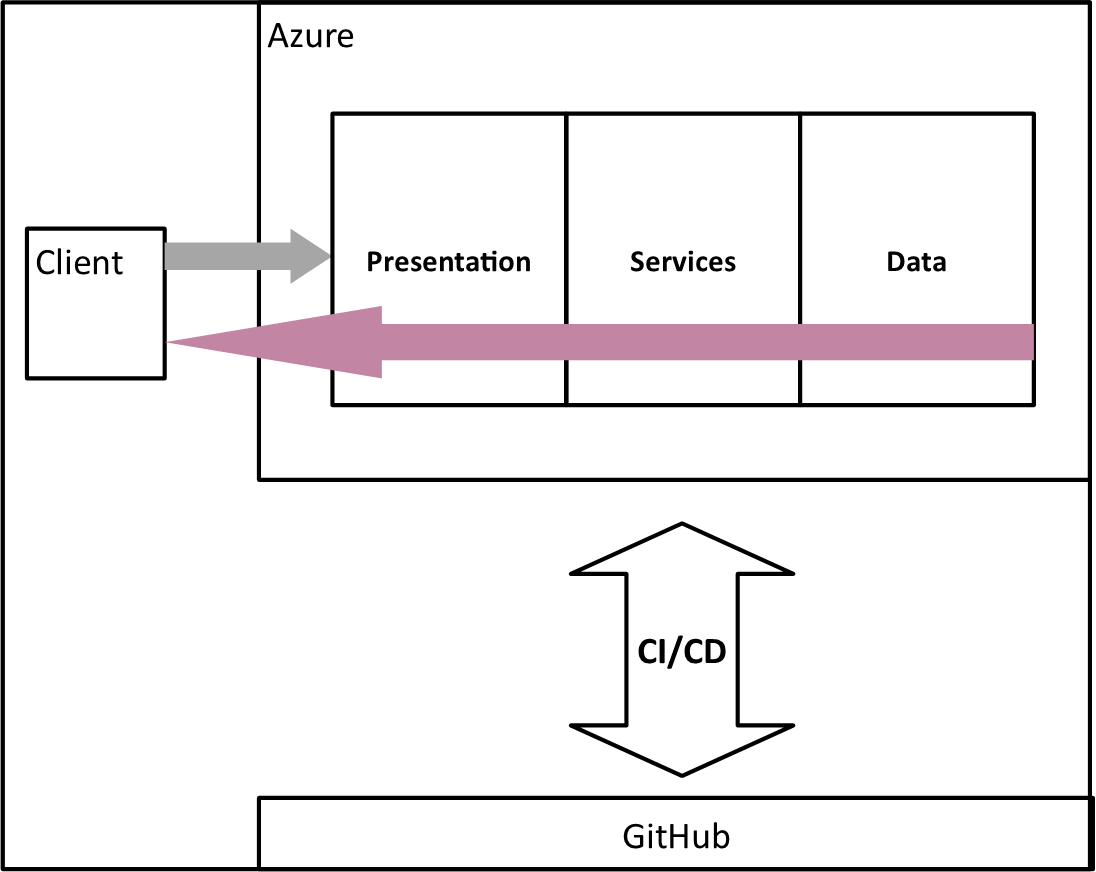 Azure
Client
Presentation
Services
Data
CI/CD
GitHub